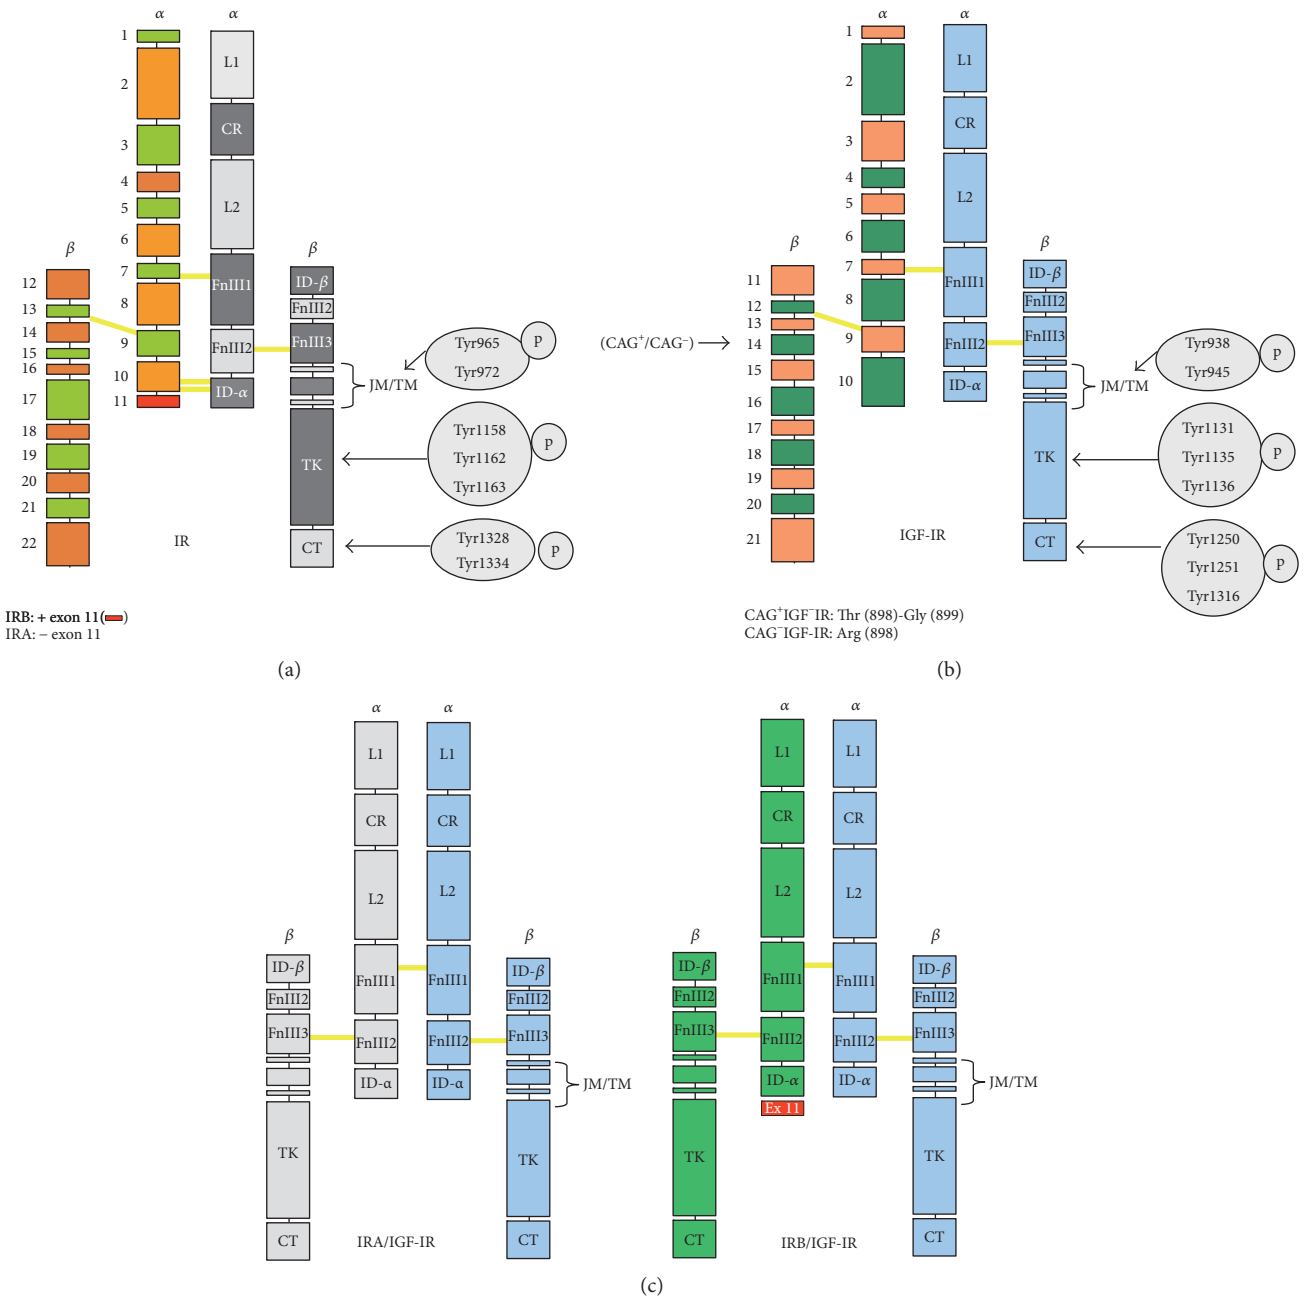 α
α
1
2
3
4
5
6
7
8
9
10
11
L1
CR
L2
FnIII1
FnIII2
ID-α
β
12
13
14
15
16
17
18
19
20
21
22
β
ID-β
FnIII2
FnIII3
JM/TM
TK
CT
Tyr965
Tyr972
P
Tyr1158
Tyr1162
Tyr1163
P
Tyr1328
Tyr1334
P
IR
IRB: + exon 11( )
IRA: − exon 11
(a)
α
α
1
2
3
4
5
6
7
8
9
10
L1
CR
L2
FnIII1
FnIII2
ID-α
β
11
12
13
14
15
16
17
18
19
20
21
(CAG⁺/CAG⁻)
β
ID-β
FnIII2
FnIII3
JM/TM
TK
CT
Tyr938
Tyr945
P
Tyr1131
Tyr1135
Tyr1136
P
Tyr1250
Tyr1251
Tyr1316
P
IGF-IR
CAG⁺IGF⁻IR: Thr (898)-Gly (899)
CAG⁻IGF-IR: Arg (898)
(b)
α
α
L1
CR
L2
FnIII1
FnIII2
ID-α
L1
CR
L2
FnIII1
FnIII2
ID-α
β
ID-β
FnIII2
FnIII3
TK
CT
β
ID-β
FnIII2
FnIII3
JM/TM
TK
CT
IRA/IGF-IR
α
α
L1
CR
L2
FnIII1
FnIII2
ID-α
Ex 11
L1
CR
L2
FnIII1
FnIII2
ID-α
β
ID-β
FnIII2
FnIII3
TK
CT
β
ID-β
FnIII2
FnIII3
JM/TM
TK
CT
IRB/IGF-IR
(c)